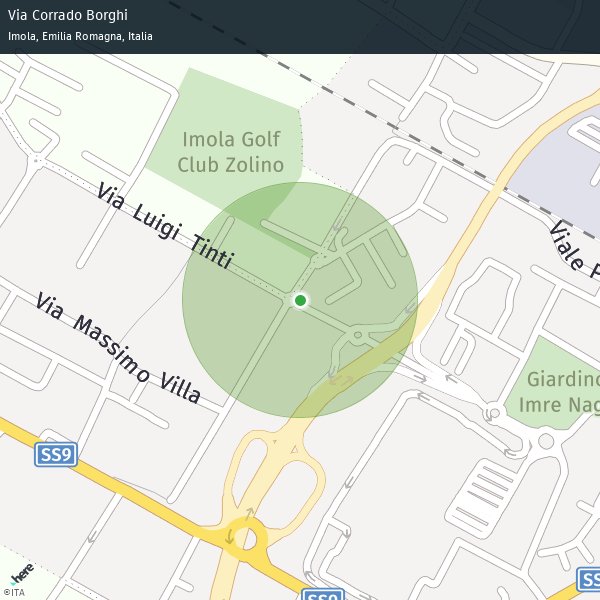 Via Corrado Borghi
Imola, Emilia Romagna, Italia
Imola Golf
Club Zolino
Via Luigi Tinti
Viale P
Via Massimo Villa
Giardino
Imre Nag
SS9
SS9
SS
here
©ITA